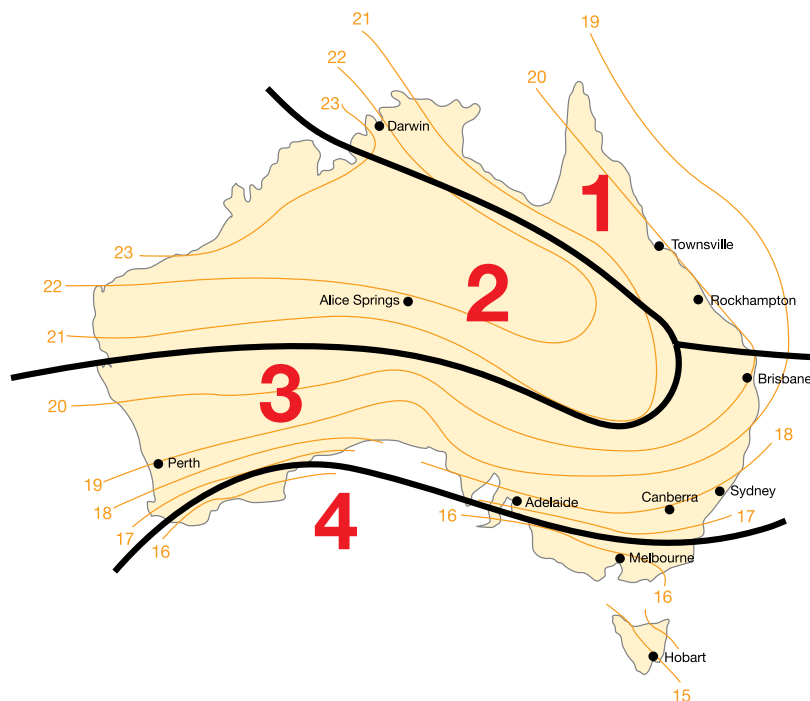 21
19
22
20
23
Darwin
1
Townsville
23
22
Alice Springs
2
Rockhampton
21
Brisbane
3
20
18
Perth
19
Sydney
Adelaide
Canberra
18
16
17
4
17
16
Melbourne
16
Hobart
15